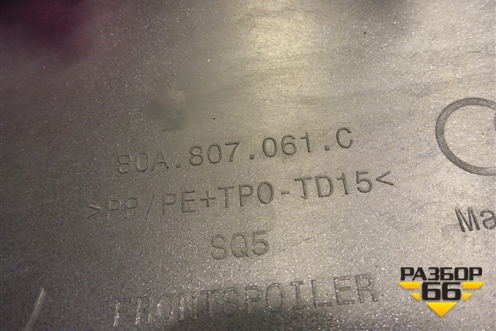 80A.807.061.C
>PP/PE+TPO-TD15<
SQ5
FRONTSPOILER
Ma
РАЗБОР
66